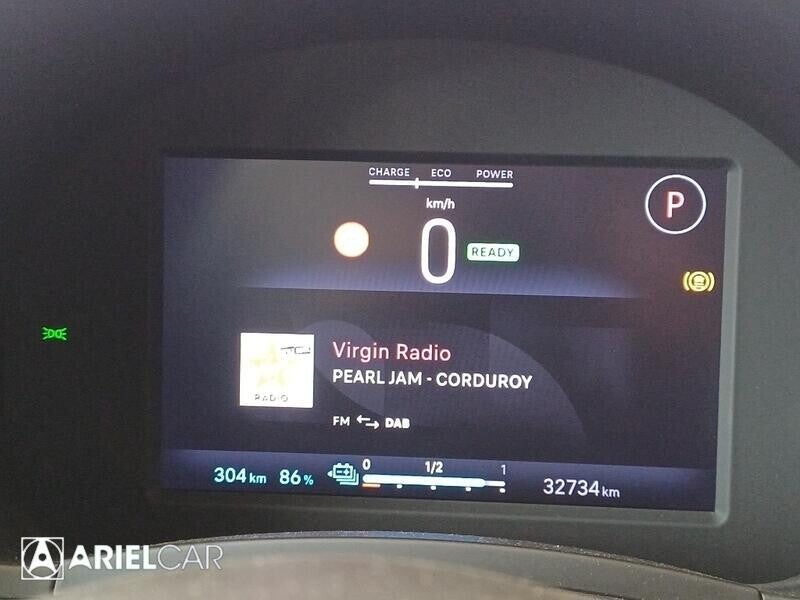 CHARGE ECO POWER
km/h
P
0
READY
Virgin Radio
RADIO
PEARL JAM - CORDUROY
FM DAB
0 1/2 1
304 km 86 %
32734 km
ARIELCAR